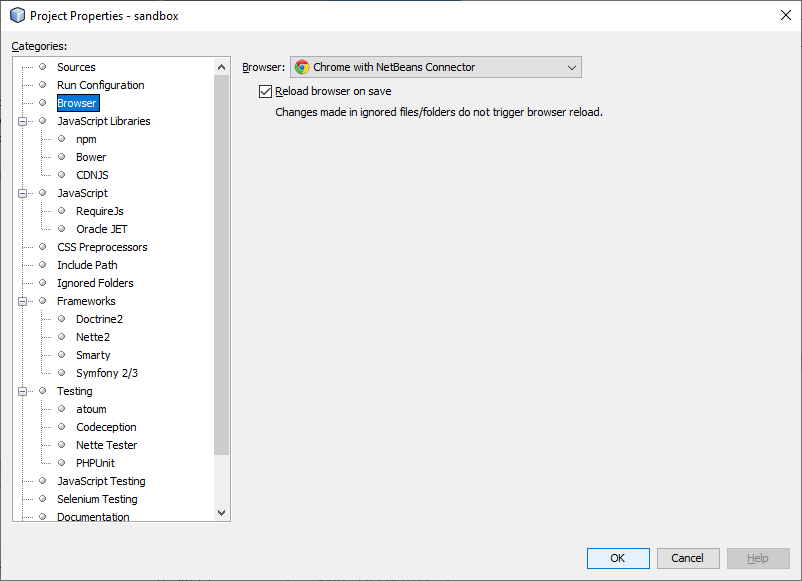 Project Properties - sandbox
Categories:
Sources
Run Configuration
Browser
JavaScript Libraries
npm
Bower
CDNJS
JavaScript
RequireJs
Oracle JET
CSS Preprocessors
Include Path
Ignored Folders
Frameworks
Doctrine2
Nette2
Smarty
Symfony 2/3
Testing
atoum
Codeception
Nette Tester
PHPUnit
JavaScript Testing
Selenium Testing
Documentation
Browser: Chrome with NetBeans Connector
Reload browser on save
Changes made in ignored files/folders do not trigger browser reload.
OK Cancel Help